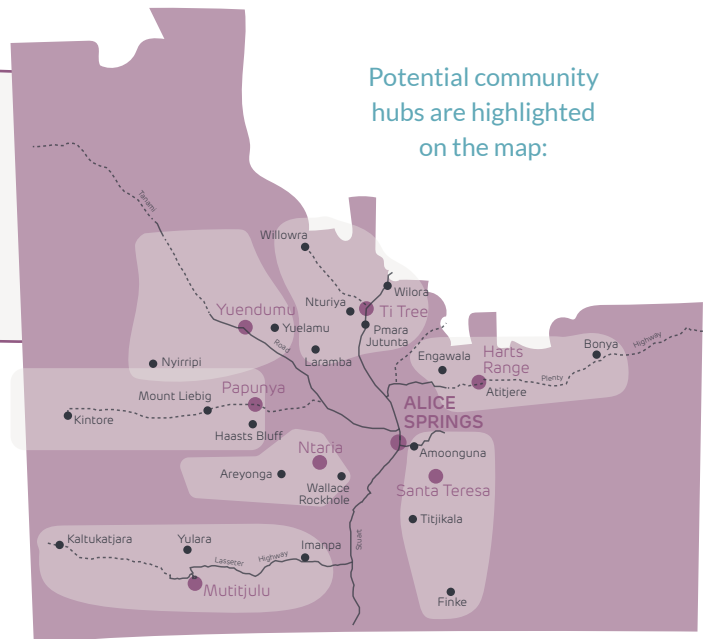 Potential community
hubs are highlighted
on the map:
Tanami
Willowra
Wilora
Nturiya
Ti Tree
Yuendumu
Yuelamu
Pmara
Jutunta
Road
Laramba
Nyirripi
Engawala
Harts
Range
Bonya
Highway
Plenty
Atitjere
Papunya
Mount Liebig
Kintore
Haasts Bluff
ALICE
SPRINGS
Amoonguna
Ntaria
Areyonga
Wallace
Rockhole
Santa Teresa
Titjikala
Stuart
Kaltukatjara
Yulara
Imanpa
Lasseter
Highway
Mutitjulu
Finke